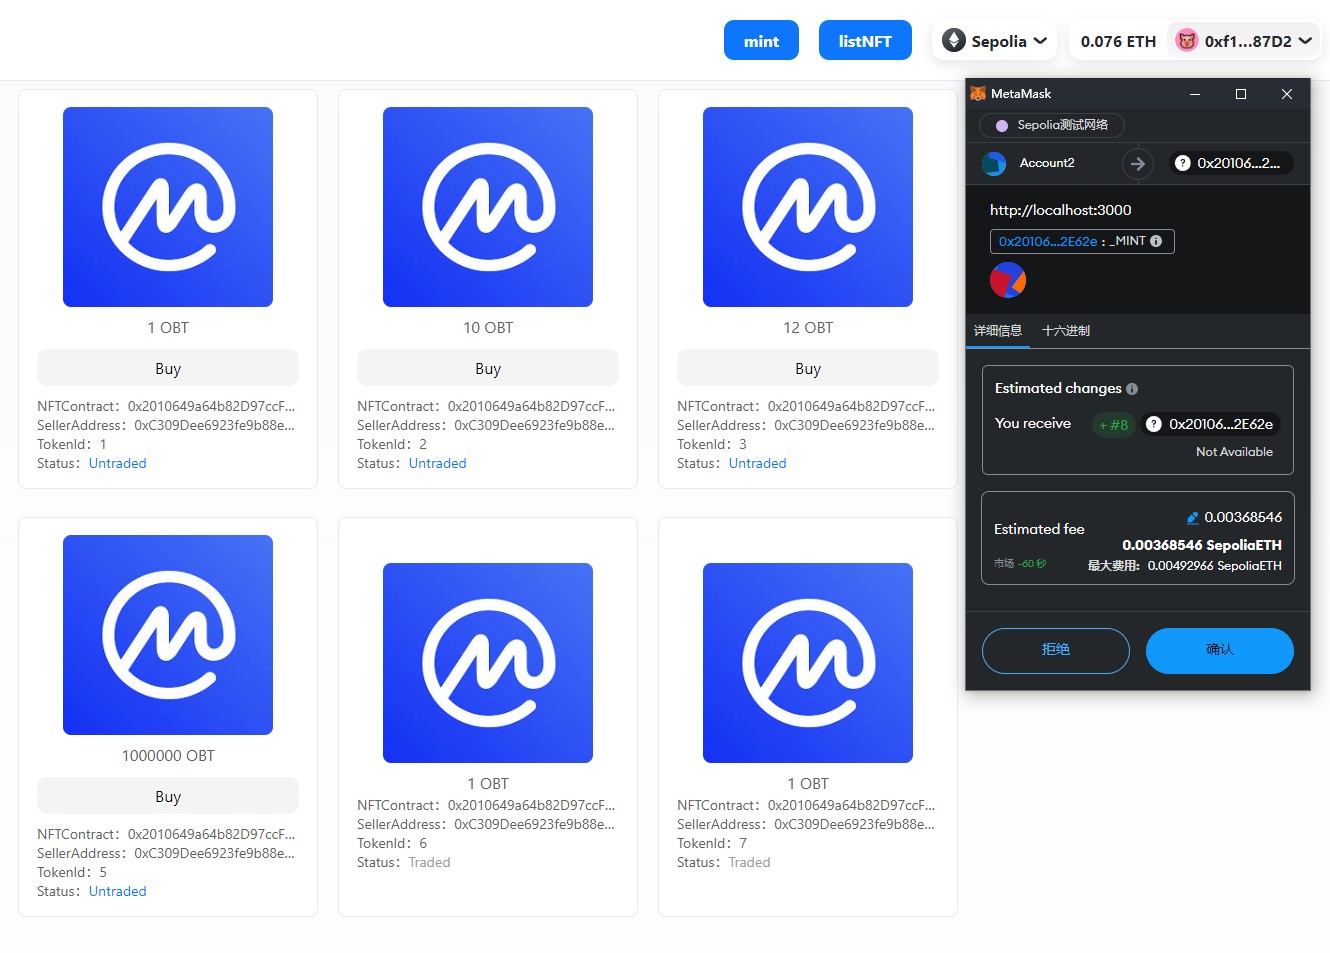 mint
listNFT
Sepolia
0.076 ETH
0xf1...87D2
1 OBT
Buy
NFTContract：0x2010649a64b82D97ccF...
SellerAddress：0xC309Dee6923fe9b88e...
TokenId：1
Status：Untraded
10 OBT
Buy
NFTContract：0x2010649a64b82D97ccF...
SellerAddress：0xC309Dee6923fe9b88e...
TokenId：2
Status：Untraded
12 OBT
Buy
NFTContract：0x2010649a64b82D97ccF...
SellerAddress：0xC309Dee6923fe9b88e...
TokenId：3
Status：Untraded
1000000 OBT
Buy
NFTContract：0x2010649a64b82D97ccF...
SellerAddress：0xC309Dee6923fe9b88e...
TokenId：5
Status：Untraded
1 OBT
NFTContract：0x2010649a64b82D97ccF...
SellerAddress：0xC309Dee6923fe9b88e...
TokenId：6
Status：Traded
1 OBT
NFTContract：0x2010649a64b82D97ccF...
SellerAddress：0xC309Dee6923fe9b88e...
TokenId：7
Status：Traded
MetaMask
Sepolia测试网络
Account2
0x20106...2...
http://localhost:3000
0x20106...2E62e : _MINT
详细信息
十六进制
Estimated changes
You receive
+ #8
0x20106...2E62e
Not Available
Estimated fee
0.00368546
0.00368546 SepoliaETH
市场 ~60 秒
最大费用: 0.00492966 SepoliaETH
拒绝
确认